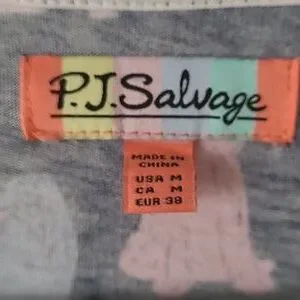 P.J.Salvage
MADE IN
CHINA
USA M
CA M
EUR 38